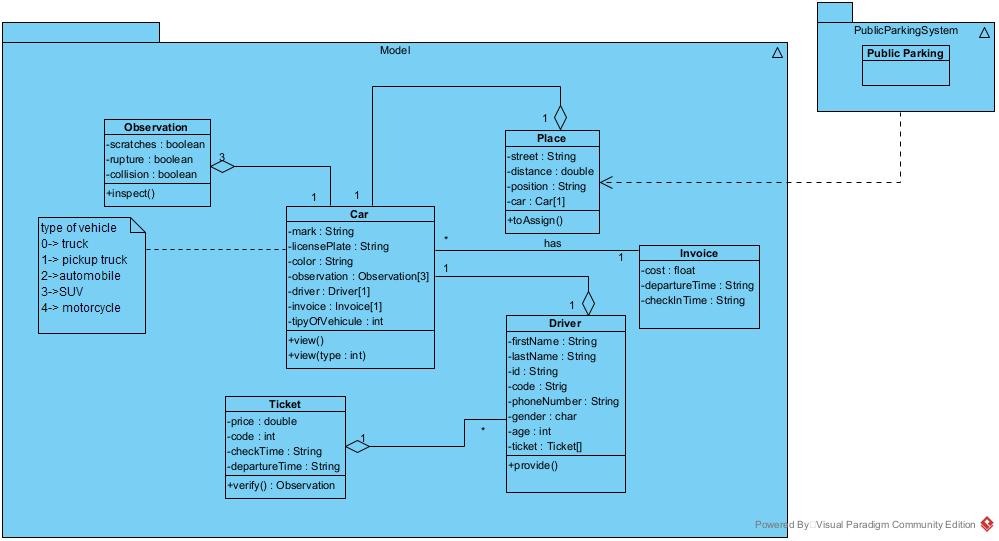 PublicParkingSystem
Public Parking
Model
Observation
-scratches : boolean
-rupture : boolean
-collision : boolean
+inspect()
3
1
1
1
Place
-street : String
-distance : double
-position : String
-car : Car[1]
+toAssign()
type of vehicle
0-> truck
1-> pickup truck
2->automobile
3->SUV
4-> motorcycle
Car
-mark : String
-licensePlate : String
-color : String
-observation : Observation[3]
-driver : Driver[1]
-invoice : Invoice[1]
-tipyOfVehicule : int
+view()
+view(type : int)
*
has
1
1
1
Invoice
-cost : float
-departureTime : String
-checkInTime : String
Driver
-firstName : String
-lastName : String
-id : String
-code : Strig
-phoneNumber : String
-gender : char
-age : int
-ticket : Ticket[]
+provide()
Ticket
-price : double
-code : int
-checkTime : String
-departureTime : String
+verify() : Observation
1
*
Powered By Visual Paradigm Community Edition